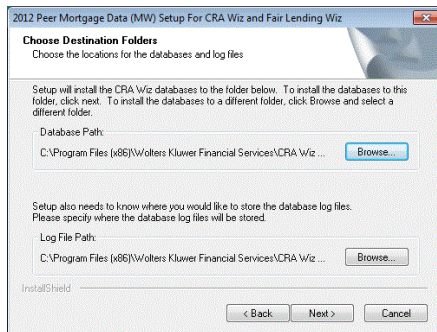 2012 Peer Mortgage Data (MW) Setup For CRA Wiz and Fair Lending Wiz
Choose Destination Folders
Choose the locations for the databases and log files
Setup will install the CRA Wiz databases to the folder below. To install the databases to this
folder, click next. To install the databases to a different folder, click Browse and select a
different folder.
Database Path:
C:\Program Files (x86)\Wolters Kluwer Financial Services\CRA Wiz ...
Browse...
Setup also needs to know where you would like to store the database log files.
Please specify where the database log files will be stored.
Log File Path:
C:\Program Files (x86)\Wolters Kluwer Financial Services\CRA Wiz ...
Browse...
InstallShield
< Back
Next >
Cancel